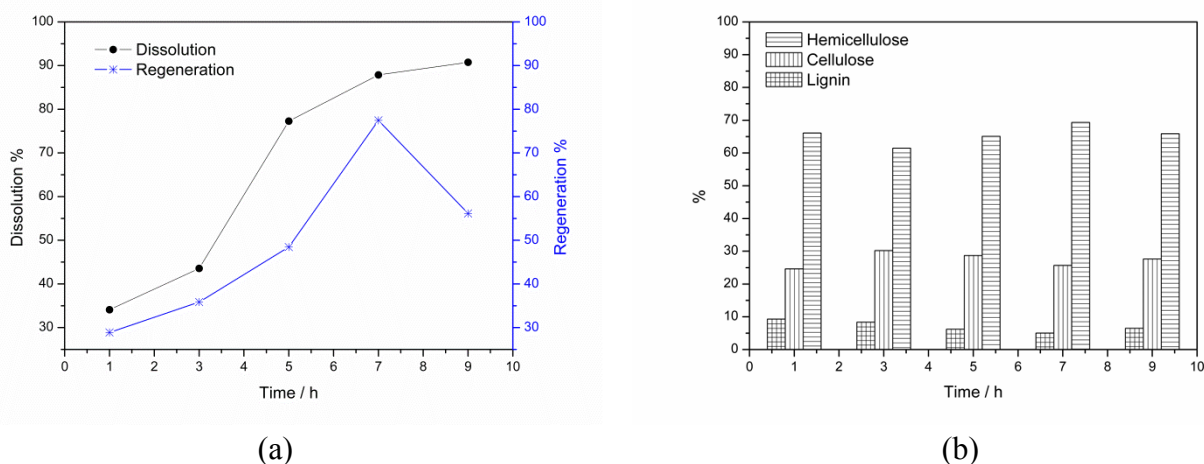 100
90
80
70
60
50
40
30
Dissolution %
Dissolution
Regeneration
100
90
80
70
60
50
40
30
Regeneration %
0 1 2 3 4 5 6 7 8 9 10
Time / h
(a)
100
90
80
70
60
50
40
30
20
10
0
%
Hemicellulose
Cellulose
Lignin
0 1 2 3 4 5 6 7 8 9 10
Time / h
(b)